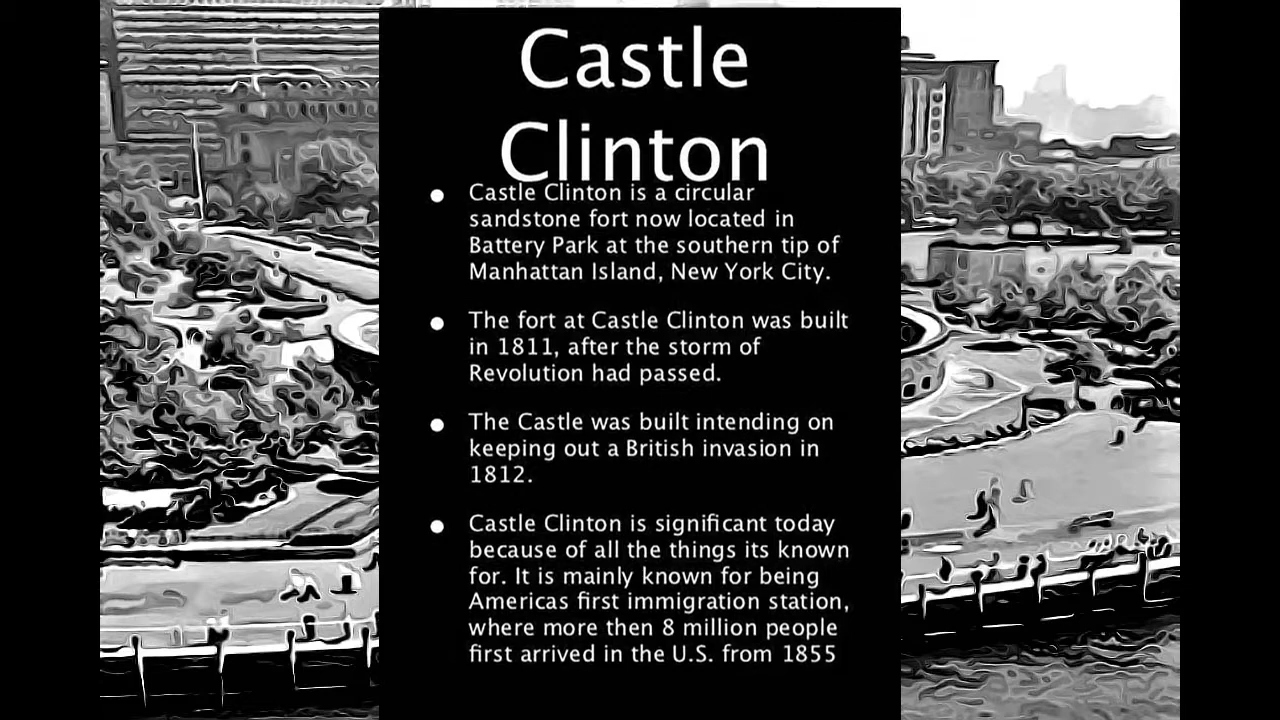 Castle
Clinton
• Castle Clinton is a circular
sandstone fort now located in
Battery Park at the southern tip of
Manhattan Island, New York City.
• The fort at Castle Clinton was built
in 1811, after the storm of
Revolution had passed.
• The Castle was built intending on
keeping out a British invasion in
1812.
• Castle Clinton is significant today
because of all the things its known
for. It is mainly known for being
Americas first immigration station,
where more then 8 million people
first arrived in the U.S. from 1855